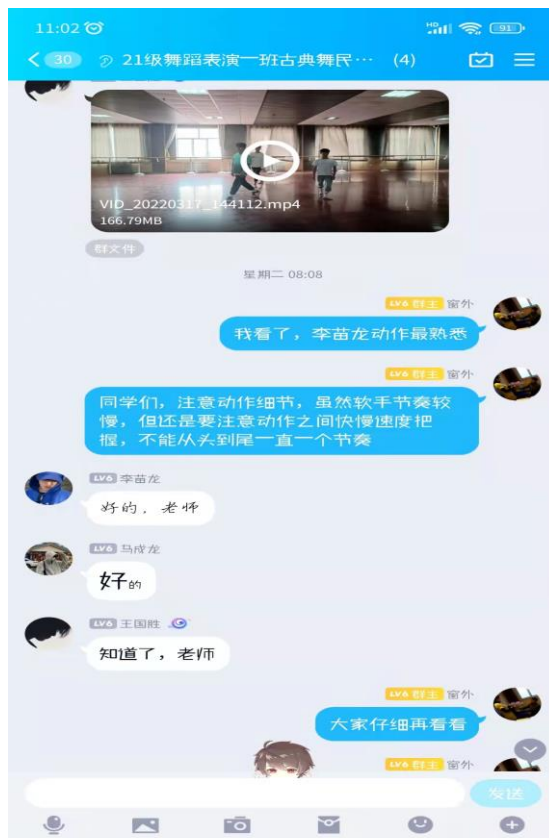 11:02
HD
91
30
21级舞蹈表演一班古典舞民… (4)
VID_20220317_144112.mp4
166.79MB
群文件
星期二 08:08
LV6 群主 窗外
我看了，李苗龙动作最熟悉
LV6 群主 窗外
同学们，注意动作细节，虽然软手节奏较
慢，但还是要注意动作之间快慢速度把
握，不能从头到尾一直一个节奏
LV6 李苗龙
好的，老师
LV6 马成龙
好的
LV6 王国胜
知道了，老师
LV6 群主 窗外
大家仔细再看看
LV6 群主 窗外
发送